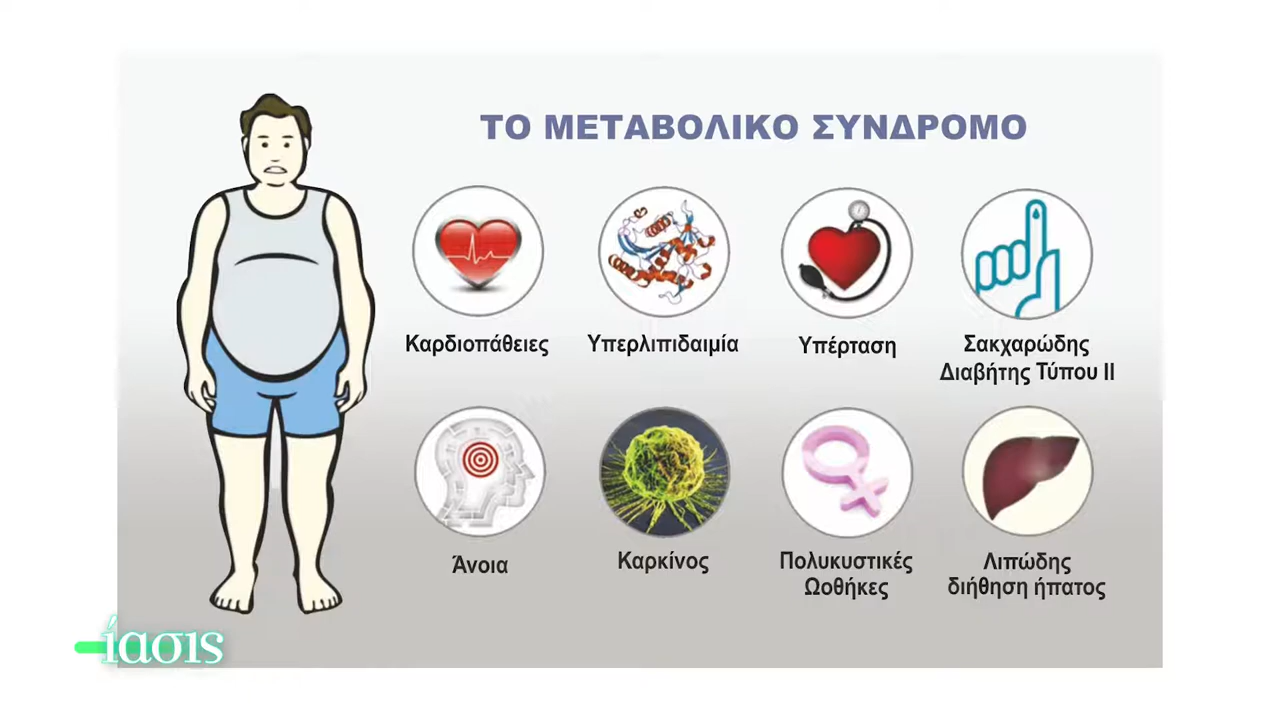 ΤΟ ΜΕΤΑΒΟΛΙΚΟ ΣΥΝΔΡΟΜΟ
Καρδιοπάθειες
Υπερλιπιδαιμία
Υπέρταση
Σακχαρώδης
Διαβήτης Τύπου ΙΙ
Άνοια
Καρκίνος
Πολυκυστικές
Ωοθήκες
Λιπώδης
διήθηση ήπατος
ίασις